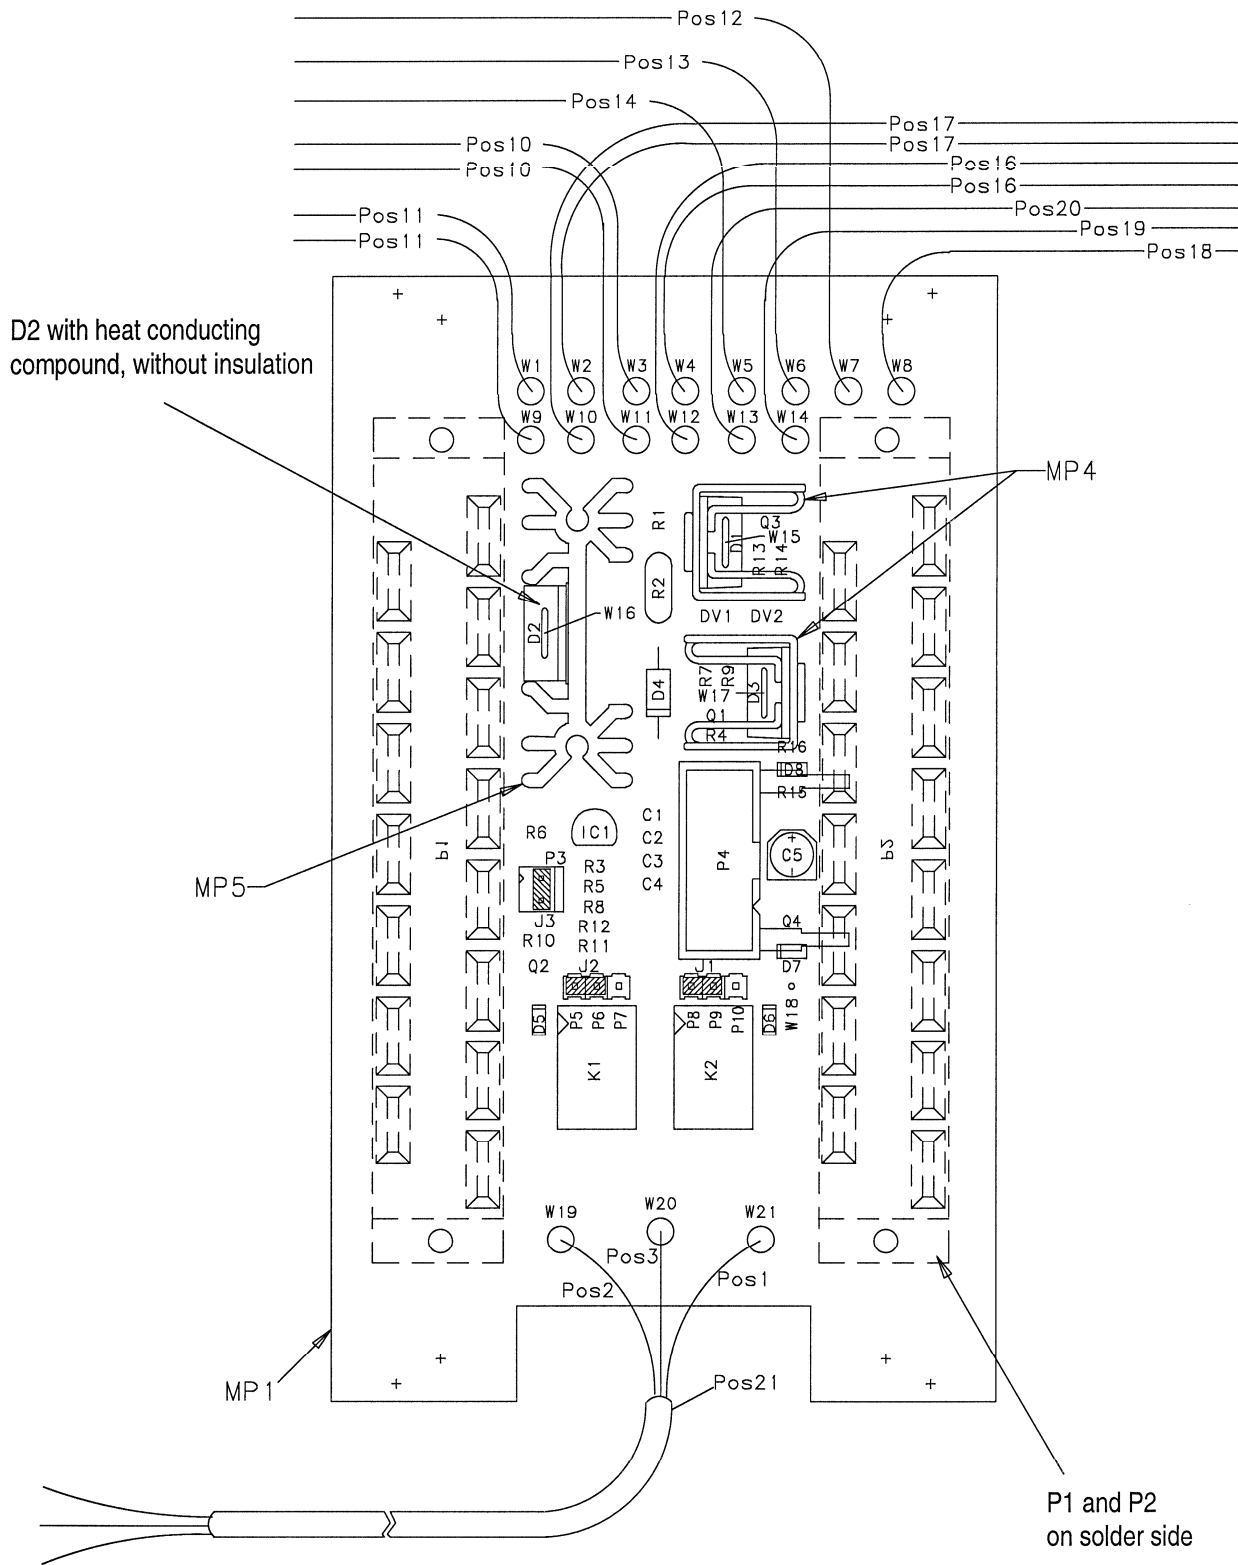 Pos12
Pos13
Pos14
Pos17
Pos10
Pos17
Pos10
Pos16
Pos16
Pos11
Pos20
Pos11
Pos19
Pos18
D2 with heat conducting
compound, without insulation
W1 W2 W3 W4 W5 W6 W7 W8
W9 W10 W11 W12 W13 W14
MP4
R1
Q3
W15
D1
R13
R14
R2
W16
D2
DV1 DV2
D4
R7
R9
W17
D3
Q1
R4
R16
D8
R15
C1
R6
IC1
C2
P1
P3
C3
P4
C5
P2
R3
MP5
R5
C4
R8
J3
R12
Q4
R10
R11
Q2
J2
J1
D7
D5
P5
P6
P7
P8
P9
P10
D6
W18
K1
K2
W19
W20
W21
Pos3
Pos2
Pos1
MP1
Pos21
P1 and P2
on solder side